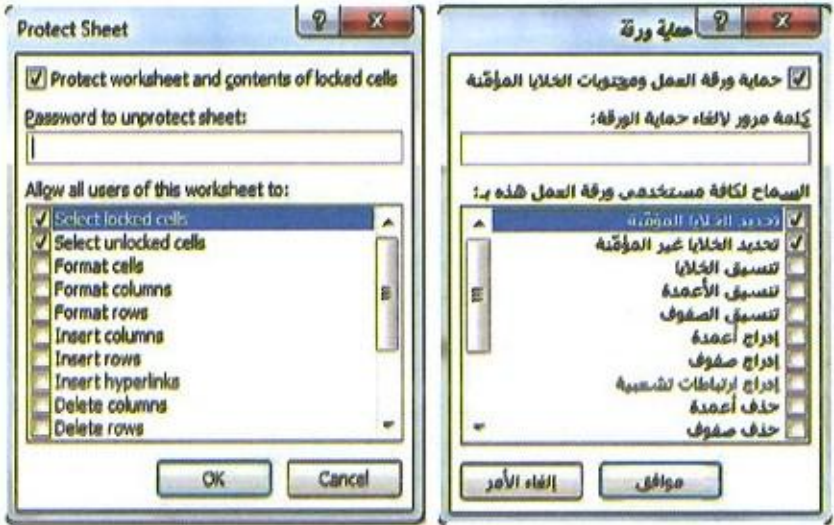 Protect Sheet
Protect worksheet and contents of locked cells
Password to unprotect sheet:
Allow all users of this worksheet to:
Select locked cells
Select unlocked cells
Format cells
Format columns
Format rows
Insert columns
Insert rows
Insert hyperlinks
Delete columns
Delete rows
OK
Cancel
حماية ورقة
حماية ورقة العمل ومحتويات الخلايا المؤمّنة
كلمة مرور لإلغاء حماية الورقة:
السماح لكافة مستخدمي ورقة العمل هذه بـ:
تحديد الخلايا المؤمّنة
تحديد الخلايا غير المؤمّنة
تنسيق الخلايا
تنسيق الأعمدة
تنسيق الصفوف
إدراج أعمدة
إدراج صفوف
إدراج ارتباطات تشعبية
حذف أعمدة
حذف صفوف
موافق
إلغاء الأمر